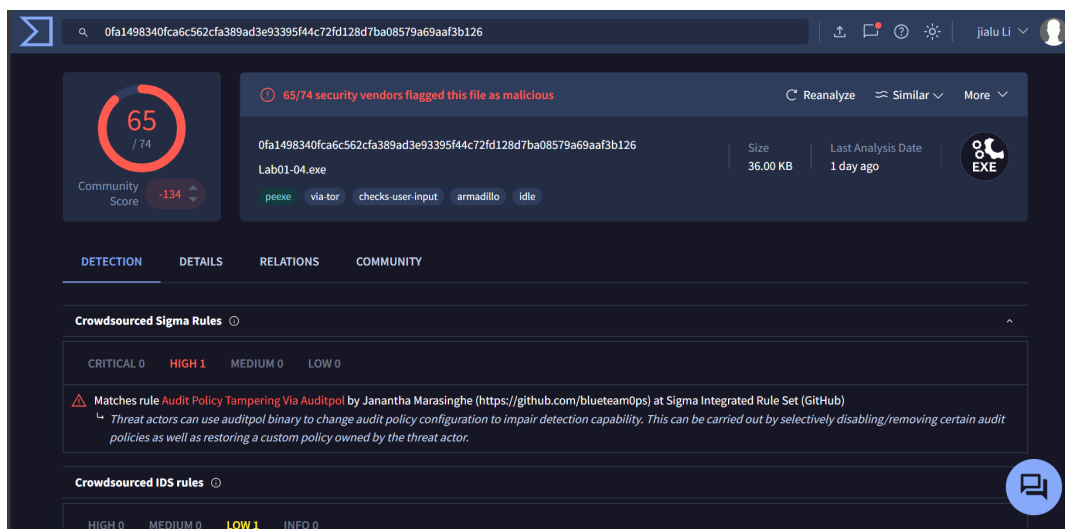 0fa1498340fca6c562cfa389ad3e93395f44c72fd128d7ba08579a69aaf3b126
jialu Li
65
/ 74
Community
Score
-134
65/74 security vendors flagged this file as malicious
Reanalyze
Similar
More
0fa1498340fca6c562cfa389ad3e93395f44c72fd128d7ba08579a69aaf3b126
Lab01-04.exe
peexe via-tor checks-user-input armadillo idle
Size
36.00 KB
Last Analysis Date
1 day ago
EXE
DETECTION DETAILS RELATIONS COMMUNITY
Crowdsourced Sigma Rules
CRITICAL 0 HIGH 1 MEDIUM 0 LOW 0
Matches rule Audit Policy Tampering Via Auditpol by Janantha Marasinghe (https://github.com/blueteam0ps) at Sigma Integrated Rule Set (GitHub)
Threat actors can use auditpol binary to change audit policy configuration to impair detection capability. This can be carried out by selectively disabling/removing certain audit
policies as well as restoring a custom policy owned by the threat actor.
Crowdsourced IDS rules
HIGH 0 MEDIUM 0 LOW 1 INFO 0